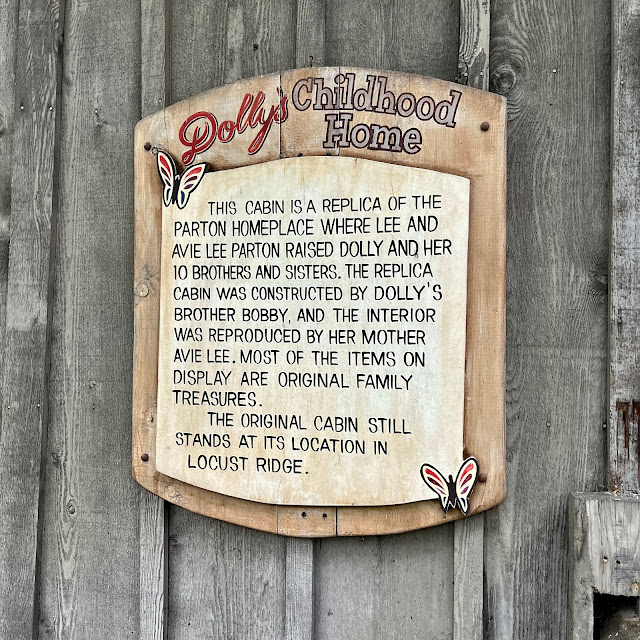 Dolly's Childhood
Home
THIS CABIN IS A REPLICA OF THE
PARTON HOMEPLACE WHERE LEE AND
AVIE LEE PARTON RAISED DOLLY AND HER
10 BROTHERS AND SISTERS. THE REPLICA
CABIN WAS CONSTRUCTED BY DOLLY'S
BROTHER BOBBY, AND THE INTERIOR
WAS REPRODUCED BY HER MOTHER
AVIE LEE. MOST OF THE ITEMS ON
DISPLAY ARE ORIGINAL FAMILY
TREASURES.
THE ORIGINAL CABIN STILL
STANDS AT ITS LOCATION IN
LOCUST RIDGE.